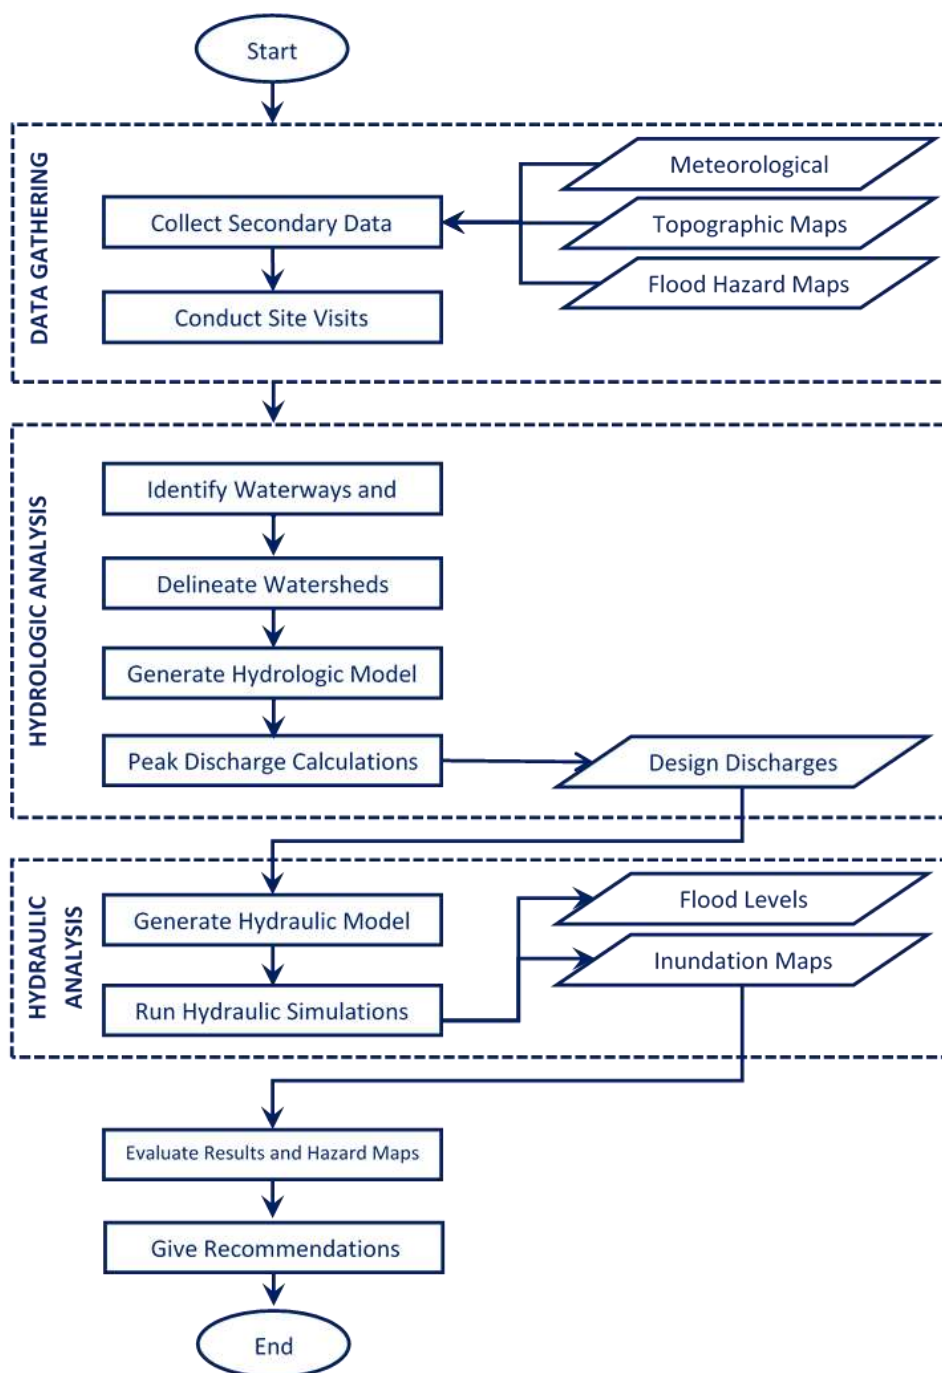 Start
DATA GATHERING
Meteorological
Collect Secondary Data
Topographic Maps
Flood Hazard Maps
Conduct Site Visits
HYDROLOGIC ANALYSIS
Identify Waterways and
Delineate Watersheds
Generate Hydrologic Model
Peak Discharge Calculations
Design Discharges
HYDRAULIC
ANALYSIS
Generate Hydraulic Model
Flood Levels
Inundation Maps
Run Hydraulic Simulations
Evaluate Results and Hazard Maps
Give Recommendations
End